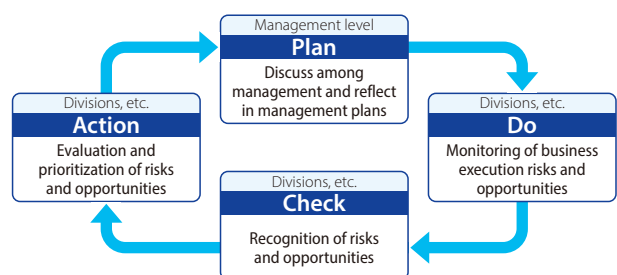 Management level
Plan
Discuss among
management and reflect
in management plans
Divisions, etc.
Do
Monitoring of business
execution risks and
opportunities
Divisions, etc.
Check
Recognition of risks
and opportunities
Divisions, etc.
Action
Evaluation and
prioritization of risks
and opportunities